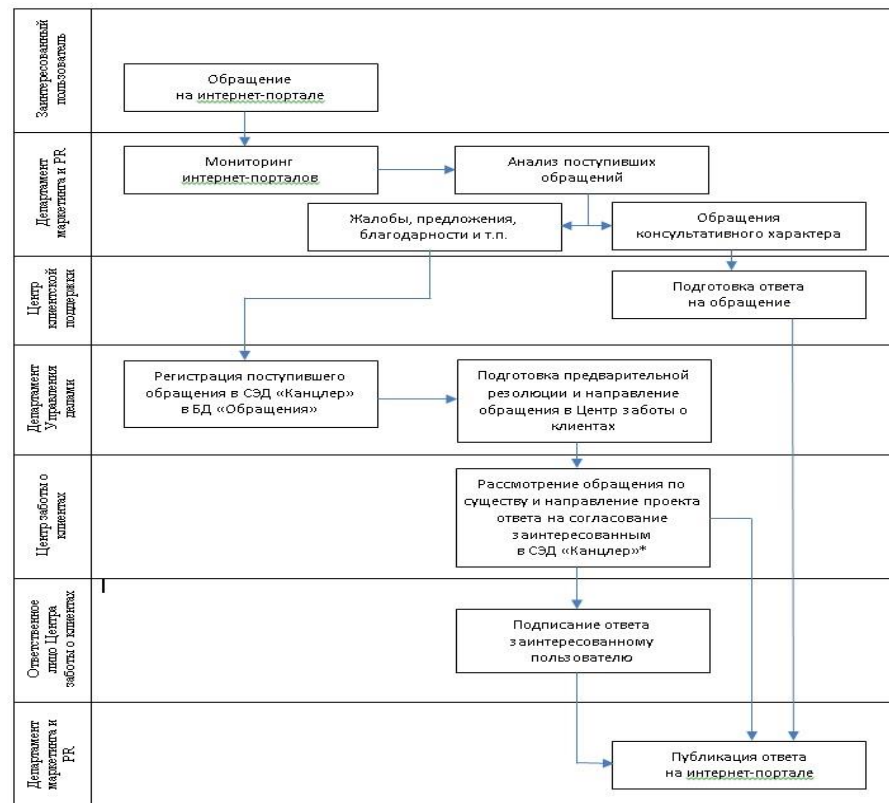 Заинтересованный
пользователь
Обращение
на интернет-портале
Департамент
маркетинга и PR
Мониторинг
интернет-порталов
Анализ поступивших
обращений
Жалобы, предложения,
благодарности и т.п.
Обращения
консультативного характера
Центр
клиентской
поддержки
Подготовка ответа
на обращение
Департамент
Управления
делами
Регистрация поступившего
обращения в СЭД «Канцлер»
в БД «Обращения»
Подготовка предварительной
резолюции и направление
обращения в Центр заботы о
клиентах
Центр заботы о
клиентах
Рассмотрение обращения по
существу и направление проекта
ответа на согласование
заинтересованным
в СЭД «Канцлер»*
Ответственное
лицо Центра
заботы о клиентах
Подписание ответа
заинтересованному
пользователю
Департамент
маркетинга и
PR
Публикация ответа
на интернет-портале